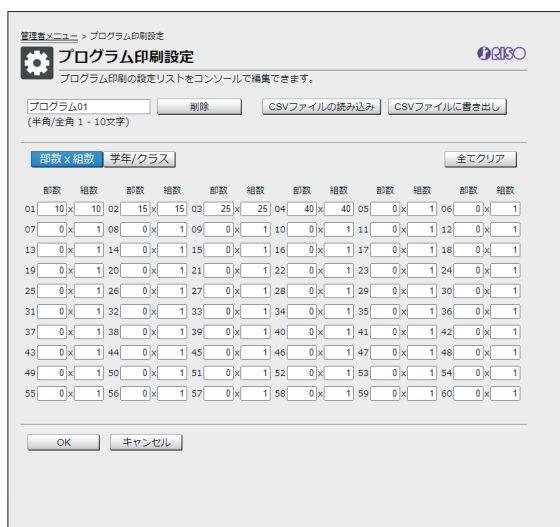 管理者メニュー > プログラム印刷設定
プログラム印刷設定
RISO
プログラム印刷の設定リストをコンソールで編集できます。
プログラム01 削除 CSVファイルの読み込み CSVファイルに書き出し
(半角/全角 1 - 10文字)
部数 x 組数 学年/クラス 全てクリア
部数 組数 部数 組数 部数 組数 部数 組数 部数 組数 部数 組数
01 10 x 10 02 15 x 15 03 25 x 25 04 40 x 40 05 0 x 1 06 0 x 1
07 0 x 1 08 0 x 1 09 0 x 1 10 0 x 1 11 0 x 1 12 0 x 1
13 0 x 1 14 0 x 1 15 0 x 1 16 0 x 1 17 0 x 1 18 0 x 1
19 0 x 1 20 0 x 1 21 0 x 1 22 0 x 1 23 0 x 1 24 0 x 1
25 0 x 1 26 0 x 1 27 0 x 1 28 0 x 1 29 0 x 1 30 0 x 1
31 0 x 1 32 0 x 1 33 0 x 1 34 0 x 1 35 0 x 1 36 0 x 1
37 0 x 1 38 0 x 1 39 0 x 1 40 0 x 1 41 0 x 1 42 0 x 1
43 0 x 1 44 0 x 1 45 0 x 1 46 0 x 1 47 0 x 1 48 0 x 1
49 0 x 1 50 0 x 1 51 0 x 1 52 0 x 1 53 0 x 1 54 0 x 1
55 0 x 1 56 0 x 1 57 0 x 1 58 0 x 1 59 0 x 1 60 0 x 1
OK キャンセル